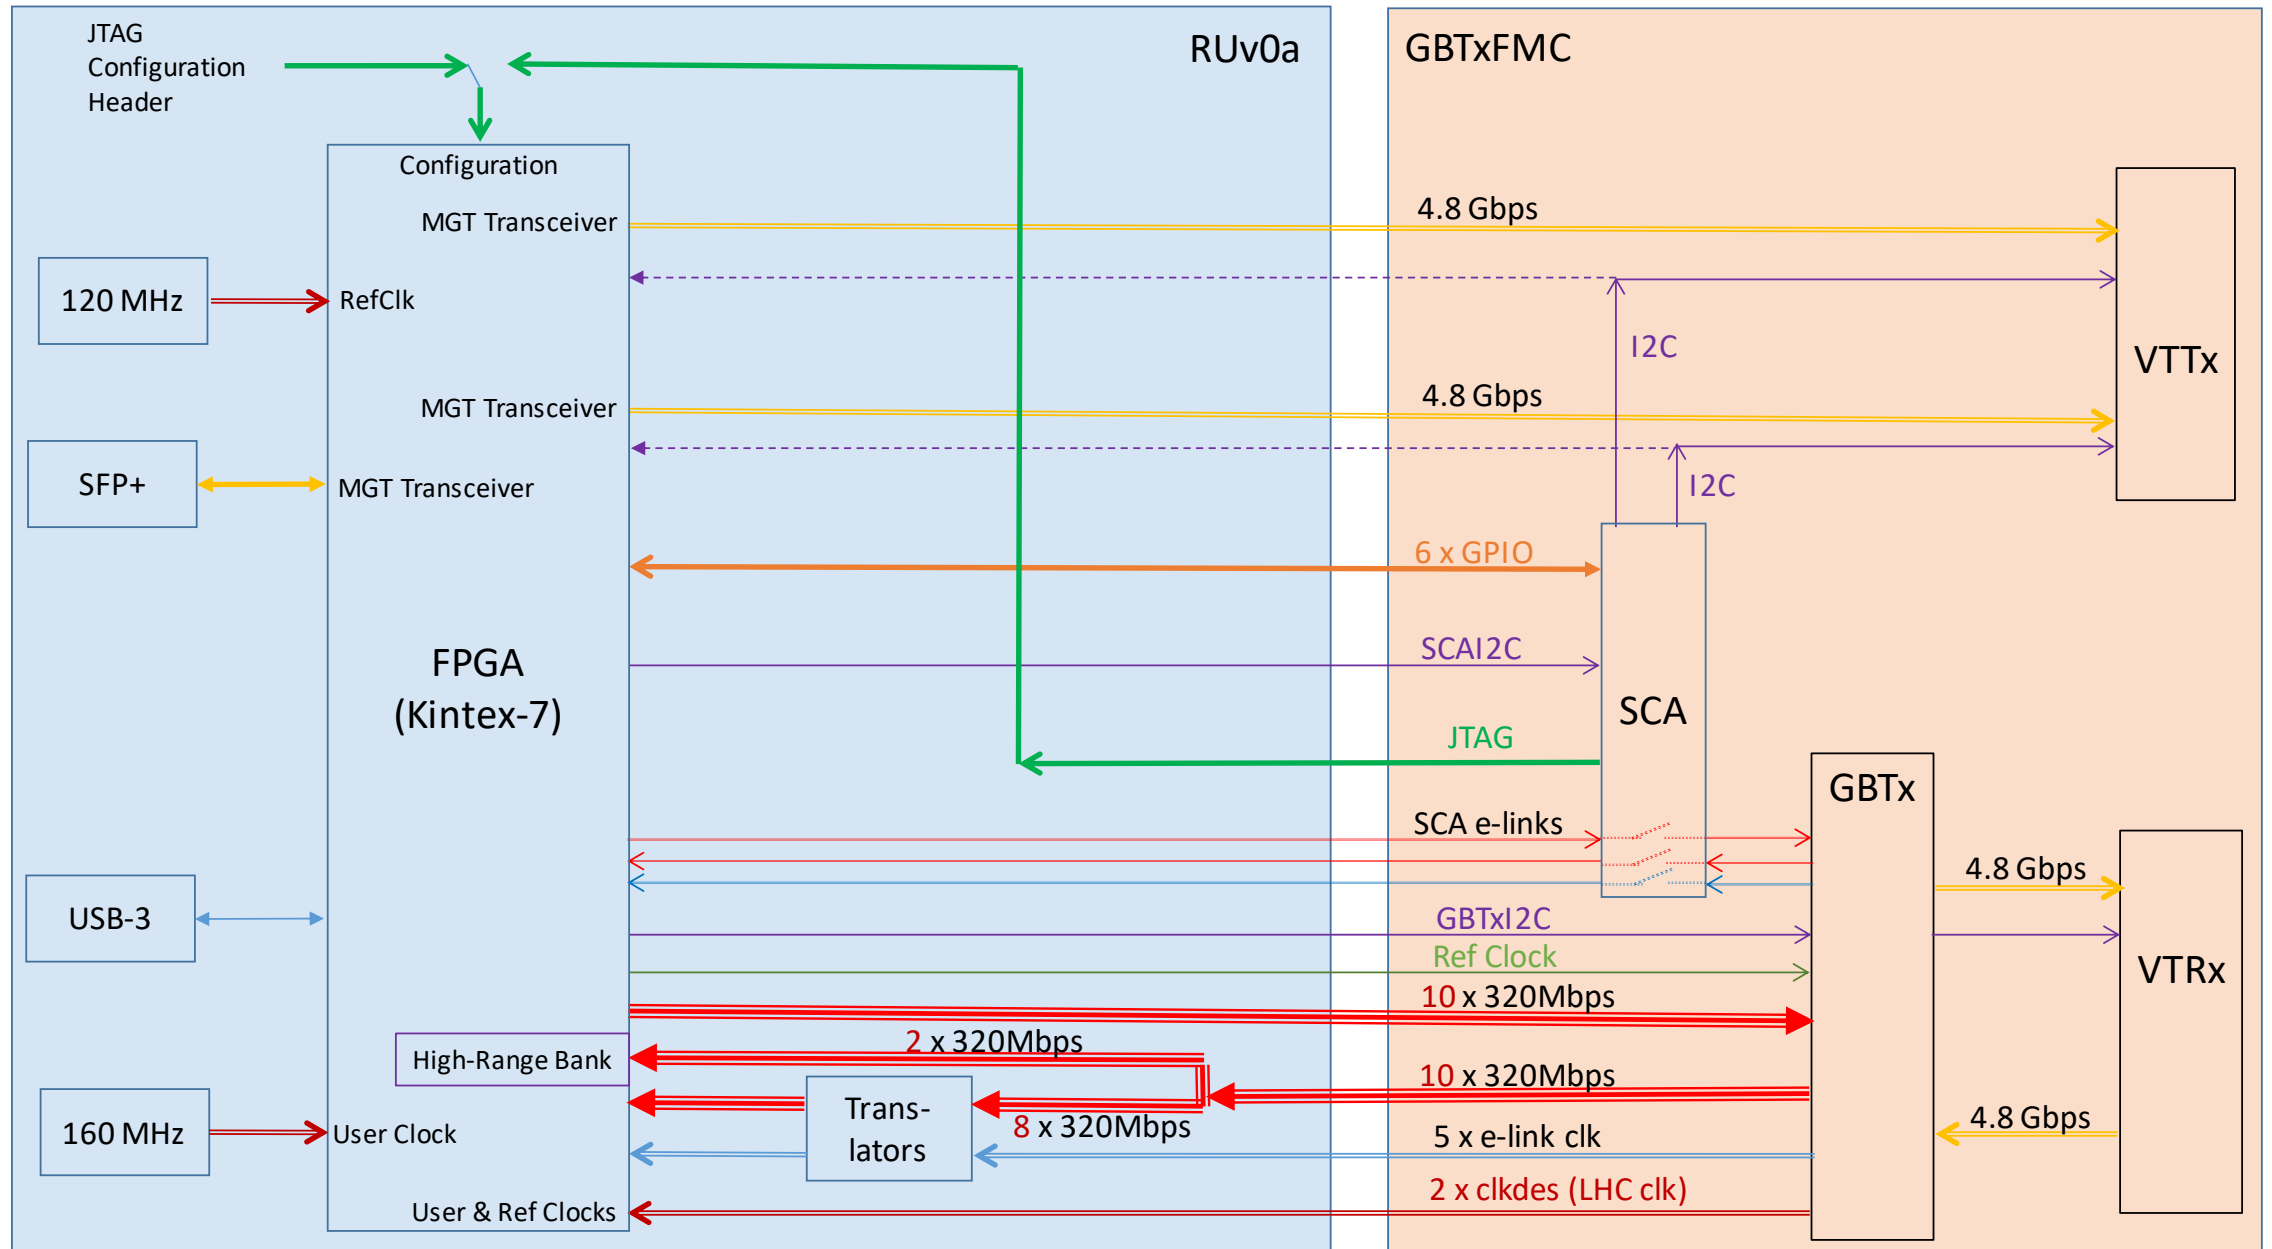 JTAG
Configuration
Header
RUv0a
GBTxFMC
Configuration
MGT Transceiver
4.8 Gbps
120 MHz
RefClk
I2C
VTTx
MGT Transceiver
4.8 Gbps
SFP+
MGT Transceiver
I2C
6 x GPIO
FPGA
(Kintex-7)
SCAI2C
SCA
JTAG
GBTx
SCA e-links
4.8 Gbps
USB-3
GBTxI2C
Ref Clock
VTRx
10 x 320Mbps
2 x 320Mbps
High-Range Bank
10 x 320Mbps
Trans-
lators
8 x 320Mbps
160 MHz
User Clock
5 x e-link clk
4.8 Gbps
2 x clkdes (LHC clk)
User & Ref Clocks